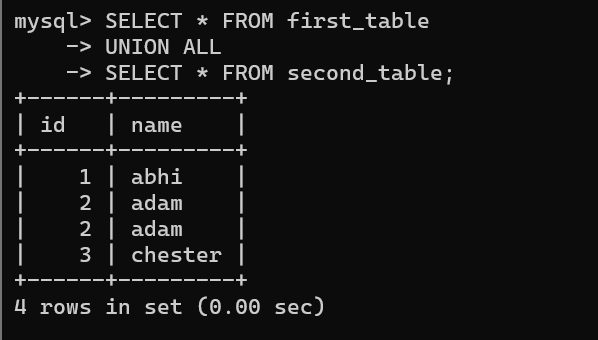 mysql> SELECT * FROM first_table
    -> UNION ALL
    -> SELECT * FROM second_table;
+------+---------+
| id   | name    |
+------+---------+
|    1 | abhi    |
|    2 | adam    |
|    2 | adam    |
|    3 | chester |
+------+---------+
4 rows in set (0.00 sec)